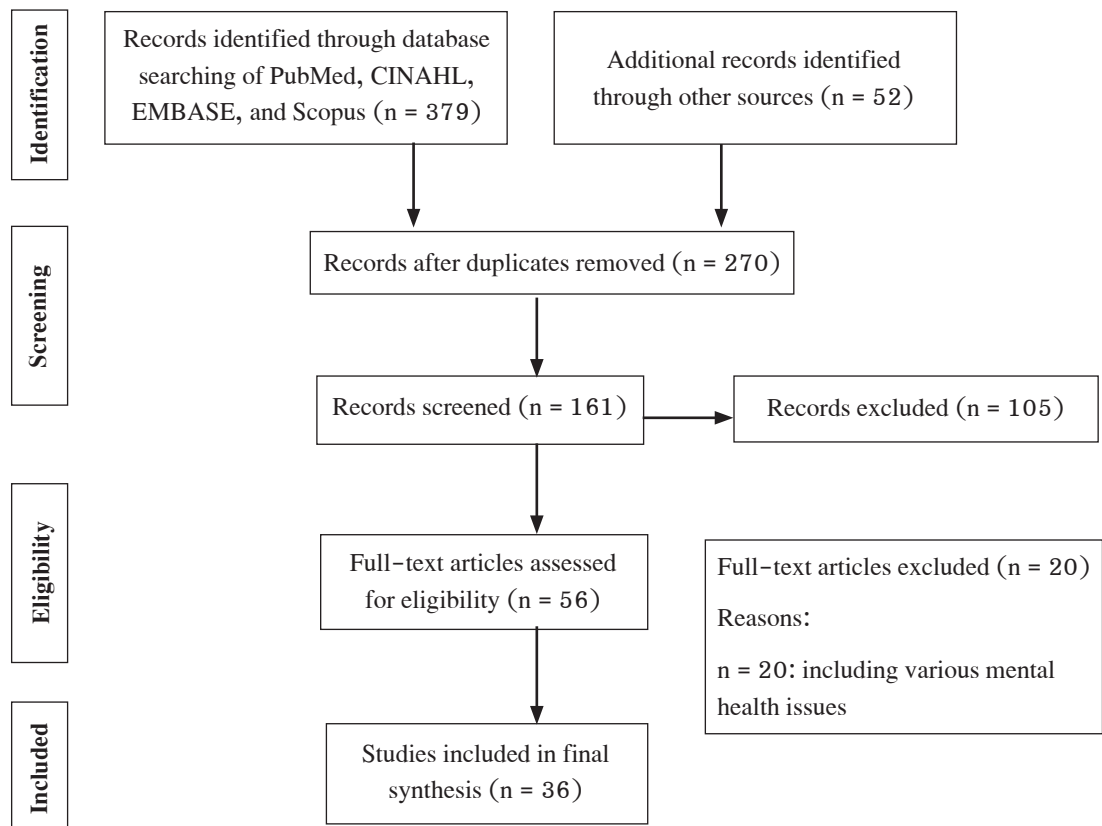 Identification
Records identified through database
searching of PubMed, CINAHL,
EMBASE, and Scopus (n = 379)
Additional records identified
through other sources (n = 52)
Screening
Records after duplicates removed (n = 270)
Records screened (n = 161)
Records excluded (n = 105)
Eligibility
Full-text articles assessed
for eligibility (n = 56)
Full-text articles excluded (n = 20)
Reasons:
n = 20: including various mental
health issues
Included
Studies included in final
synthesis (n = 36)